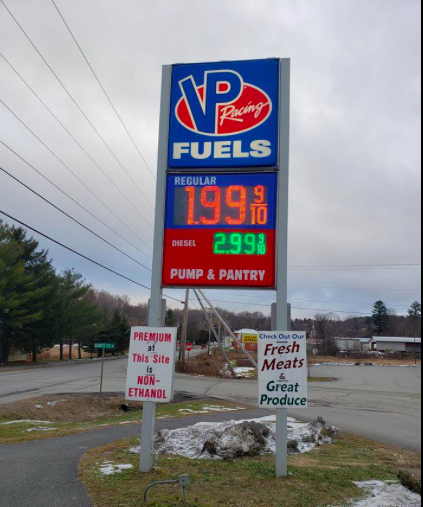 VP
Racing
FUELS
REGULAR
1.99 9/10
DIESEL 2.99 9/10
PUMP & PANTRY
PREMIUM
at
This Site
is
NON-
ETHANOL
Check Out Our
Fresh
Meats
&
Great
Produce